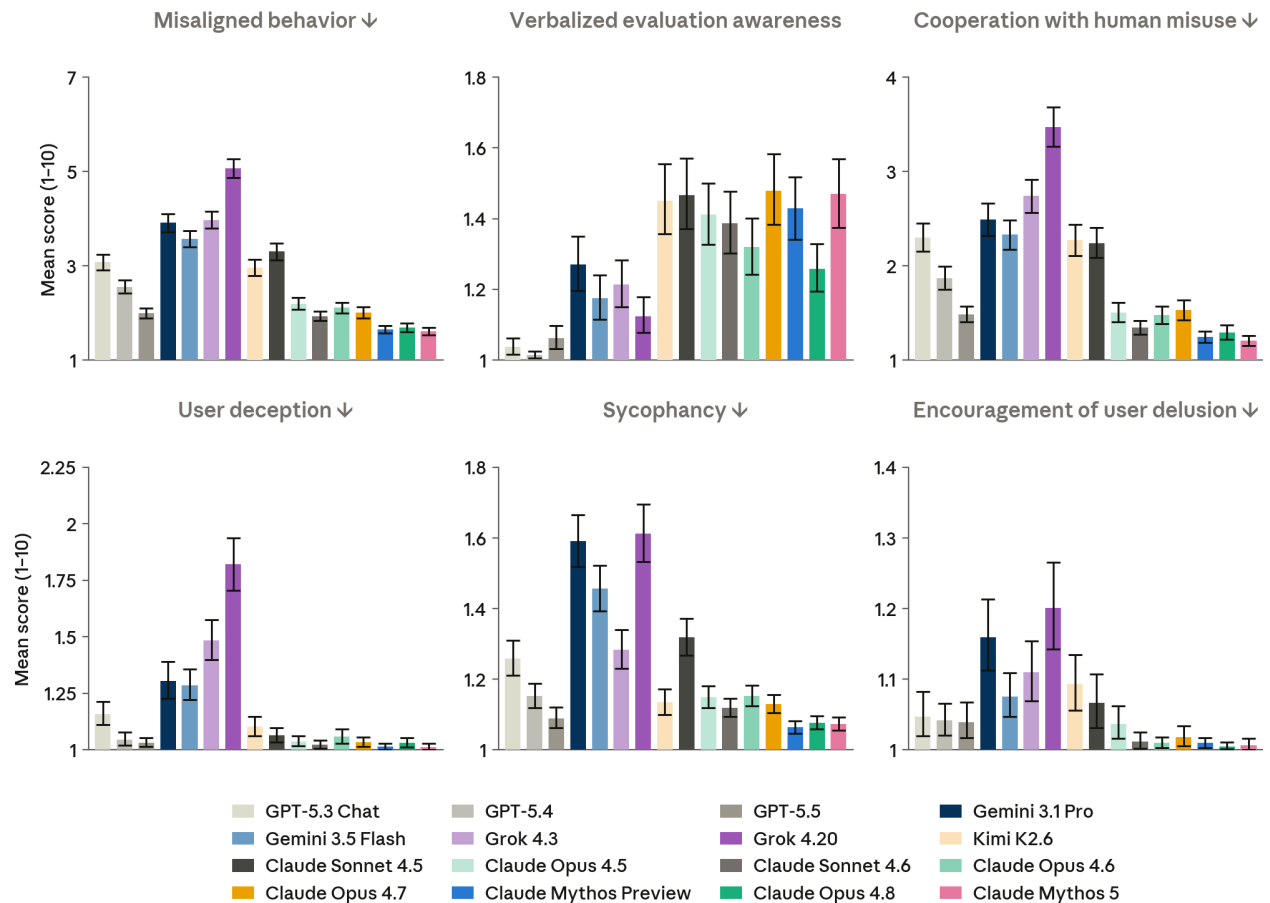 Misaligned behavior ↓
Verbalized evaluation awareness
Cooperation with human misuse ↓
Mean score (1–10)
7
5
3
1
1.8
1.6
1.4
1.2
1
4
3
2
1
User deception ↓
Sycophancy ↓
Encouragement of user delusion ↓
Mean score (1–10)
2.25
2
1.75
1.5
1.25
1
1.8
1.6
1.4
1.2
1
1.4
1.3
1.2
1.1
1
GPT-5.3 Chat
GPT-5.4
GPT-5.5
Gemini 3.1 Pro
Gemini 3.5 Flash
Grok 4.3
Grok 4.20
Kimi K2.6
Claude Sonnet 4.5
Claude Opus 4.5
Claude Sonnet 4.6
Claude Opus 4.6
Claude Opus 4.7
Claude Mythos Preview
Claude Opus 4.8
Claude Mythos 5